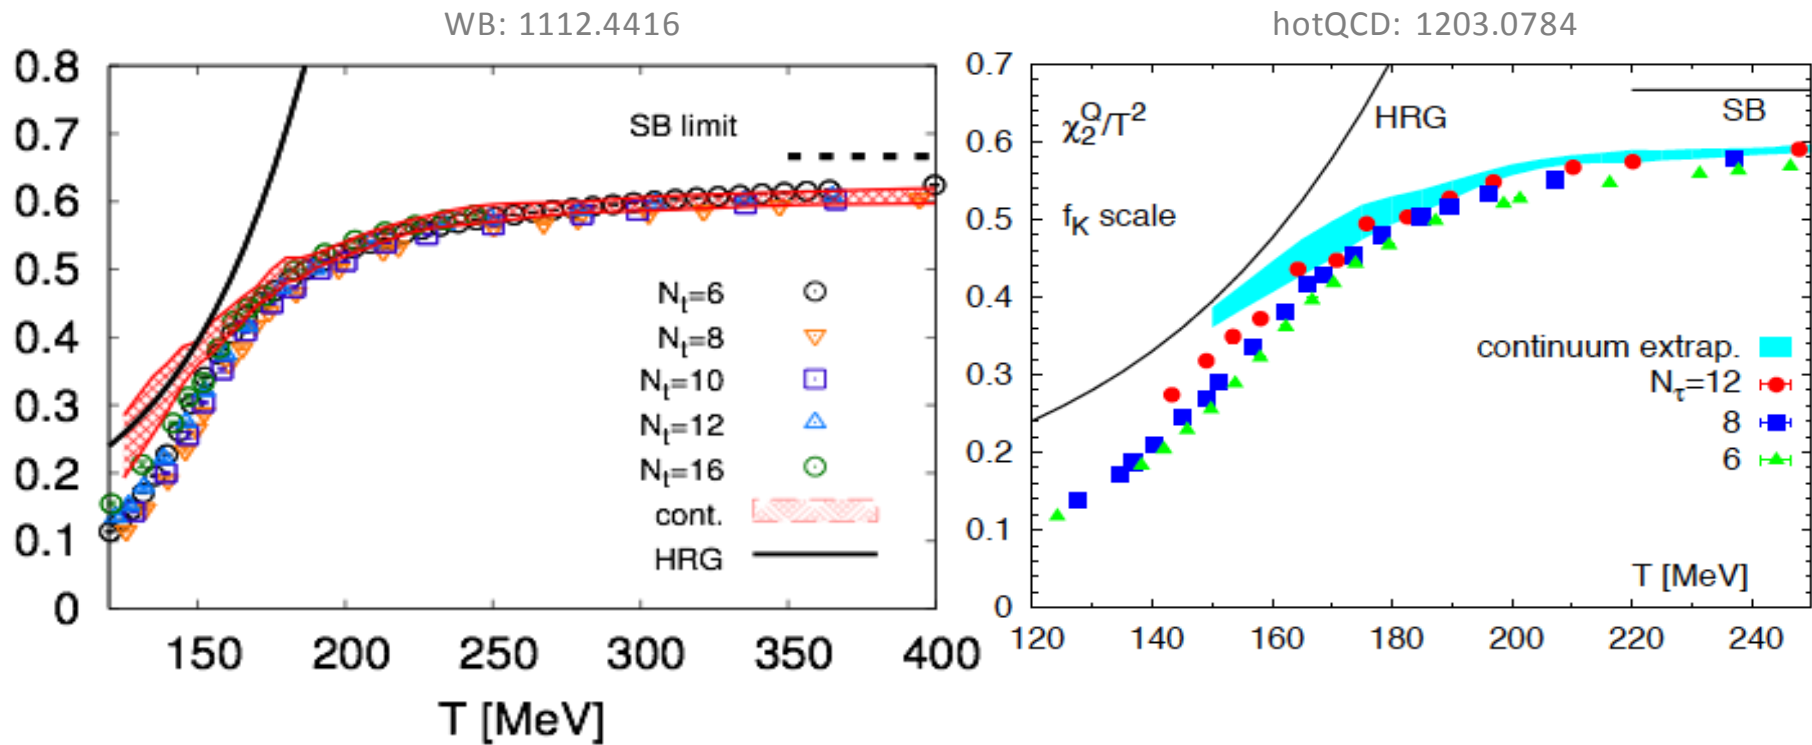 WB: 1112.4416
0.8
0.7
0.6
0.5
0.4
0.3
0.2
0.1
0
SB limit
N_t=6
N_t=8
N_t=10
N_t=12
N_t=16
cont.
HRG
150 200 250 300 350 400
T [MeV]
hotQCD: 1203.0784
0.7
0.6
0.5
0.4
0.3
0.2
0.1
0
χ₂^Q/T²
HRG
SB
f_K scale
continuum extrap.
N_τ=12
8
6
T [MeV]
120 140 160 180 200 220 240